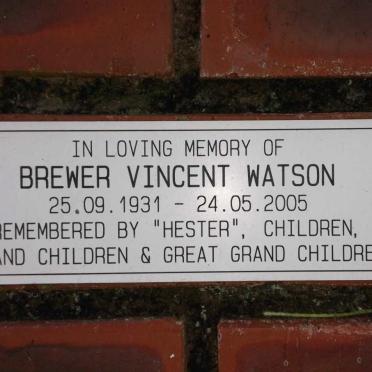 IN LOVING MEMORY OF
BREWER VINCENT WATSON
25.09.1931 - 24.05.2005
REMEMBERED BY "HESTER", CHILDREN,
AND CHILDREN & GREAT GRAND CHILDRE